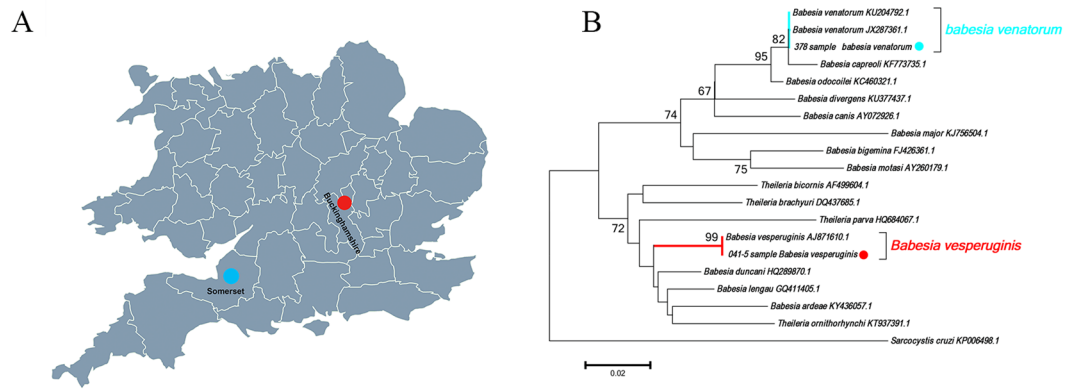 A
Buckinghamshire
Somerset
B
Babesia venatorum KU204792.1
Babesia venatorum JX287361.1
378 sample babesia venatorum
babesia venatorum
82
Babesia capreoli KF773735.1
95
Babesia odocoilei KC460321.1
67
Babesia divergens KU377437.1
Babesia canis AY072926.1
74
Babesia major KJ756504.1
Babesia bigemina FJ426361.1
75
Babesia motasi AY260179.1
Theileria bicornis AF499604.1
Theileria brachyuri DQ437685.1
72
Theileria parva HQ684067.1
99
Babesia vesperuginis AJ871610.1
041-5 sample Babesia vesperuginis
Babesia vesperuginis
Babesia duncani HQ289870.1
Babesia lengau GQ411405.1
Babesia ardeae KY436057.1
Theileria ornithorhynchi KT937391.1
Sarcocystis cruzi KP006498.1
0.02